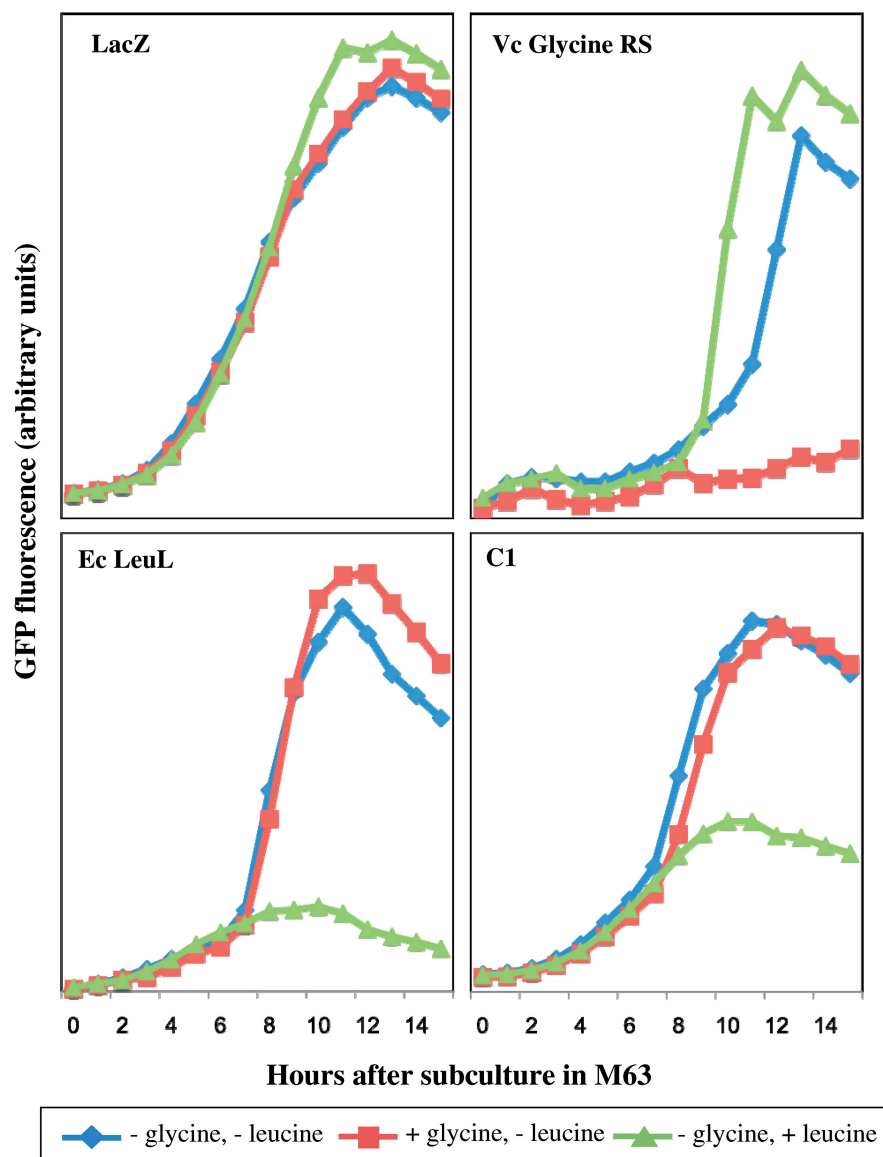 LacZ
Vc Glycine RS
Ec LeuL
C1
GFP fluorescence (arbitrary units)
0 2 4 6 8 10 12 14
0 2 4 6 8 10 12 14
Hours after subculture in M63
- glycine, - leucine
+ glycine, - leucine
- glycine, + leucine